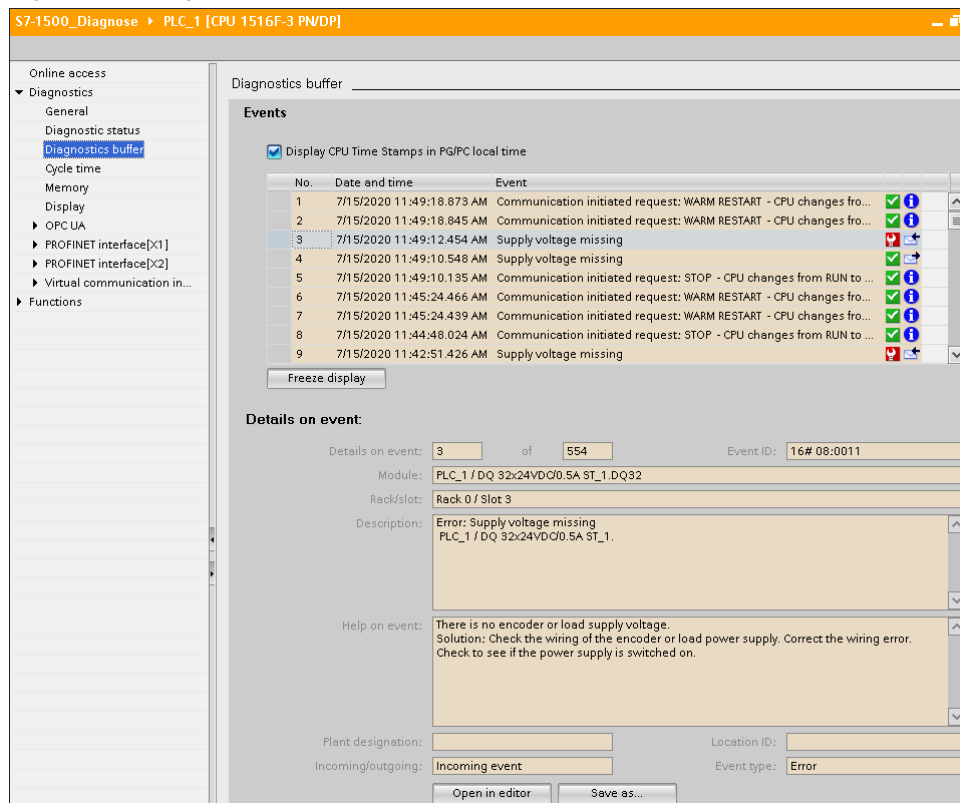 S7-1500_Diagnose PLC_1 [CPU 1516F-3 PN/DP]
Online access
Diagnostics
General
Diagnostic status
Diagnostics buffer
Cycle time
Memory
Display
OPC UA
PROFINET interface[X1]
PROFINET interface[X2]
Virtual communication in...
Functions
Diagnostics buffer
Events
Display CPU Time Stamps in PG/PC local time
No. Date and time Event
1 7/15/2020 11:49:18.873 AM Communication initiated request: WARM RESTART - CPU changes fro...
2 7/15/2020 11:49:18.845 AM Communication initiated request: WARM RESTART - CPU changes fro...
3 7/15/2020 11:49:12.454 AM Supply voltage missing
4 7/15/2020 11:49:10.548 AM Supply voltage missing
5 7/15/2020 11:49:10.135 AM Communication initiated request: STOP - CPU changes from RUN to ...
6 7/15/2020 11:45:24.466 AM Communication initiated request: WARM RESTART - CPU changes fro...
7 7/15/2020 11:45:24.439 AM Communication initiated request: WARM RESTART - CPU changes fro...
8 7/15/2020 11:44:48.024 AM Communication initiated request: STOP - CPU changes from RUN to ...
9 7/15/2020 11:42:51.426 AM Supply voltage missing
Freeze display
Details on event:
Details on event: 3 of 554 Event ID: 16# 08:0011
Module: PLC_1 / DQ 32x24VDC/0.5A ST_1.DQ32
Rack/slot: Rack 0 / Slot 3
Description: Error: Supply voltage missing
PLC_1 / DQ 32x24VDC/0.5A ST_1.
Help on event: There is no encoder or load supply voltage.
Solution: Check the wiring of the encoder or load power supply. Correct the wiring error.
Check to see if the power supply is switched on.
Plant designation: Location ID:
Incoming/outgoing: Incoming event Event type: Error
Open in editor Save as...